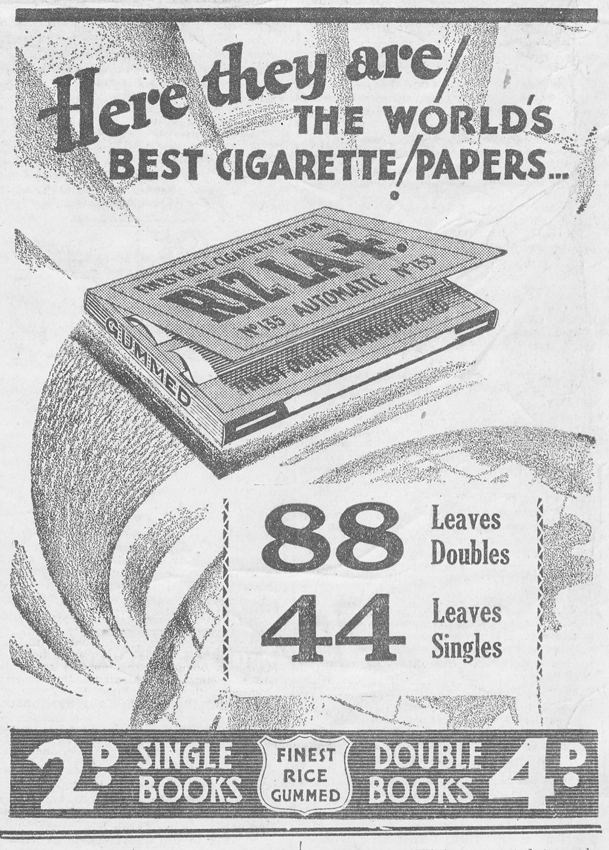 Here they are!
THE WORLD'S
BEST CIGARETTE PAPERS...
FINEST RICE CIGARETTE PAPER
RIZ LA +.
Nº 135 AUTOMATIC Nº 135
FINEST QUALITY MANUFACTURED
GUMMED
88 Leaves
Doubles
44 Leaves
Singles
2D. SINGLE
BOOKS
FINEST
RICE
GUMMED
DOUBLE
BOOKS 4D.